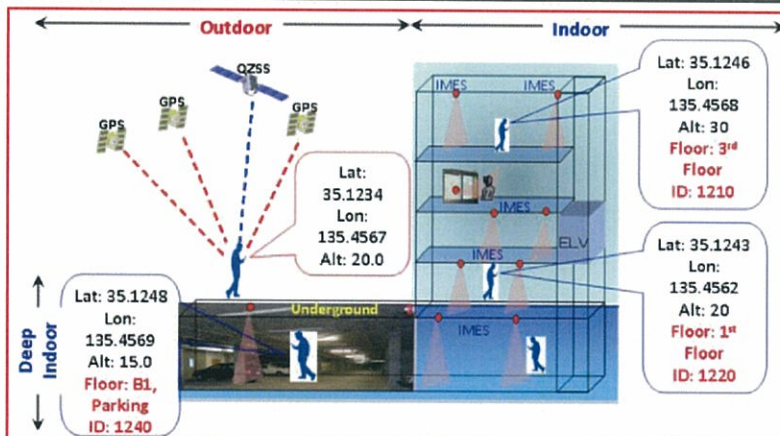 Outdoor
Indoor
QZSS
GPS
GPS
GPS
IMES
IMES
Lat: 35.1246
Lon:
135.4568
Alt: 30
Floor: 3rd
Floor
ID: 1210
Lat:
35.1234
Lon:
135.4567
Alt: 20.0
IMES
ELV
IMES
Lat: 35.1243
Lon:
135.4562
Alt: 20
Floor: 1st
Floor
ID: 1220
Deep
Indoor
Lat: 35.1248
Lon:
135.4569
Alt: 15.0
Floor: B1,
Parking
ID: 1240
Underground
IMES